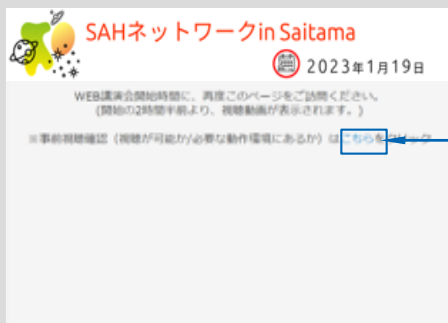 SAHネットワークin Saitama
2023年1月19日
WEB講演会開始時間に、再度このページをご訪問ください。
(開始の2時間半前より、視聴動画が表示されます。)
※事前視聴確認（視聴が可能か/必要な動作環境にあるか）はこちらをクリック